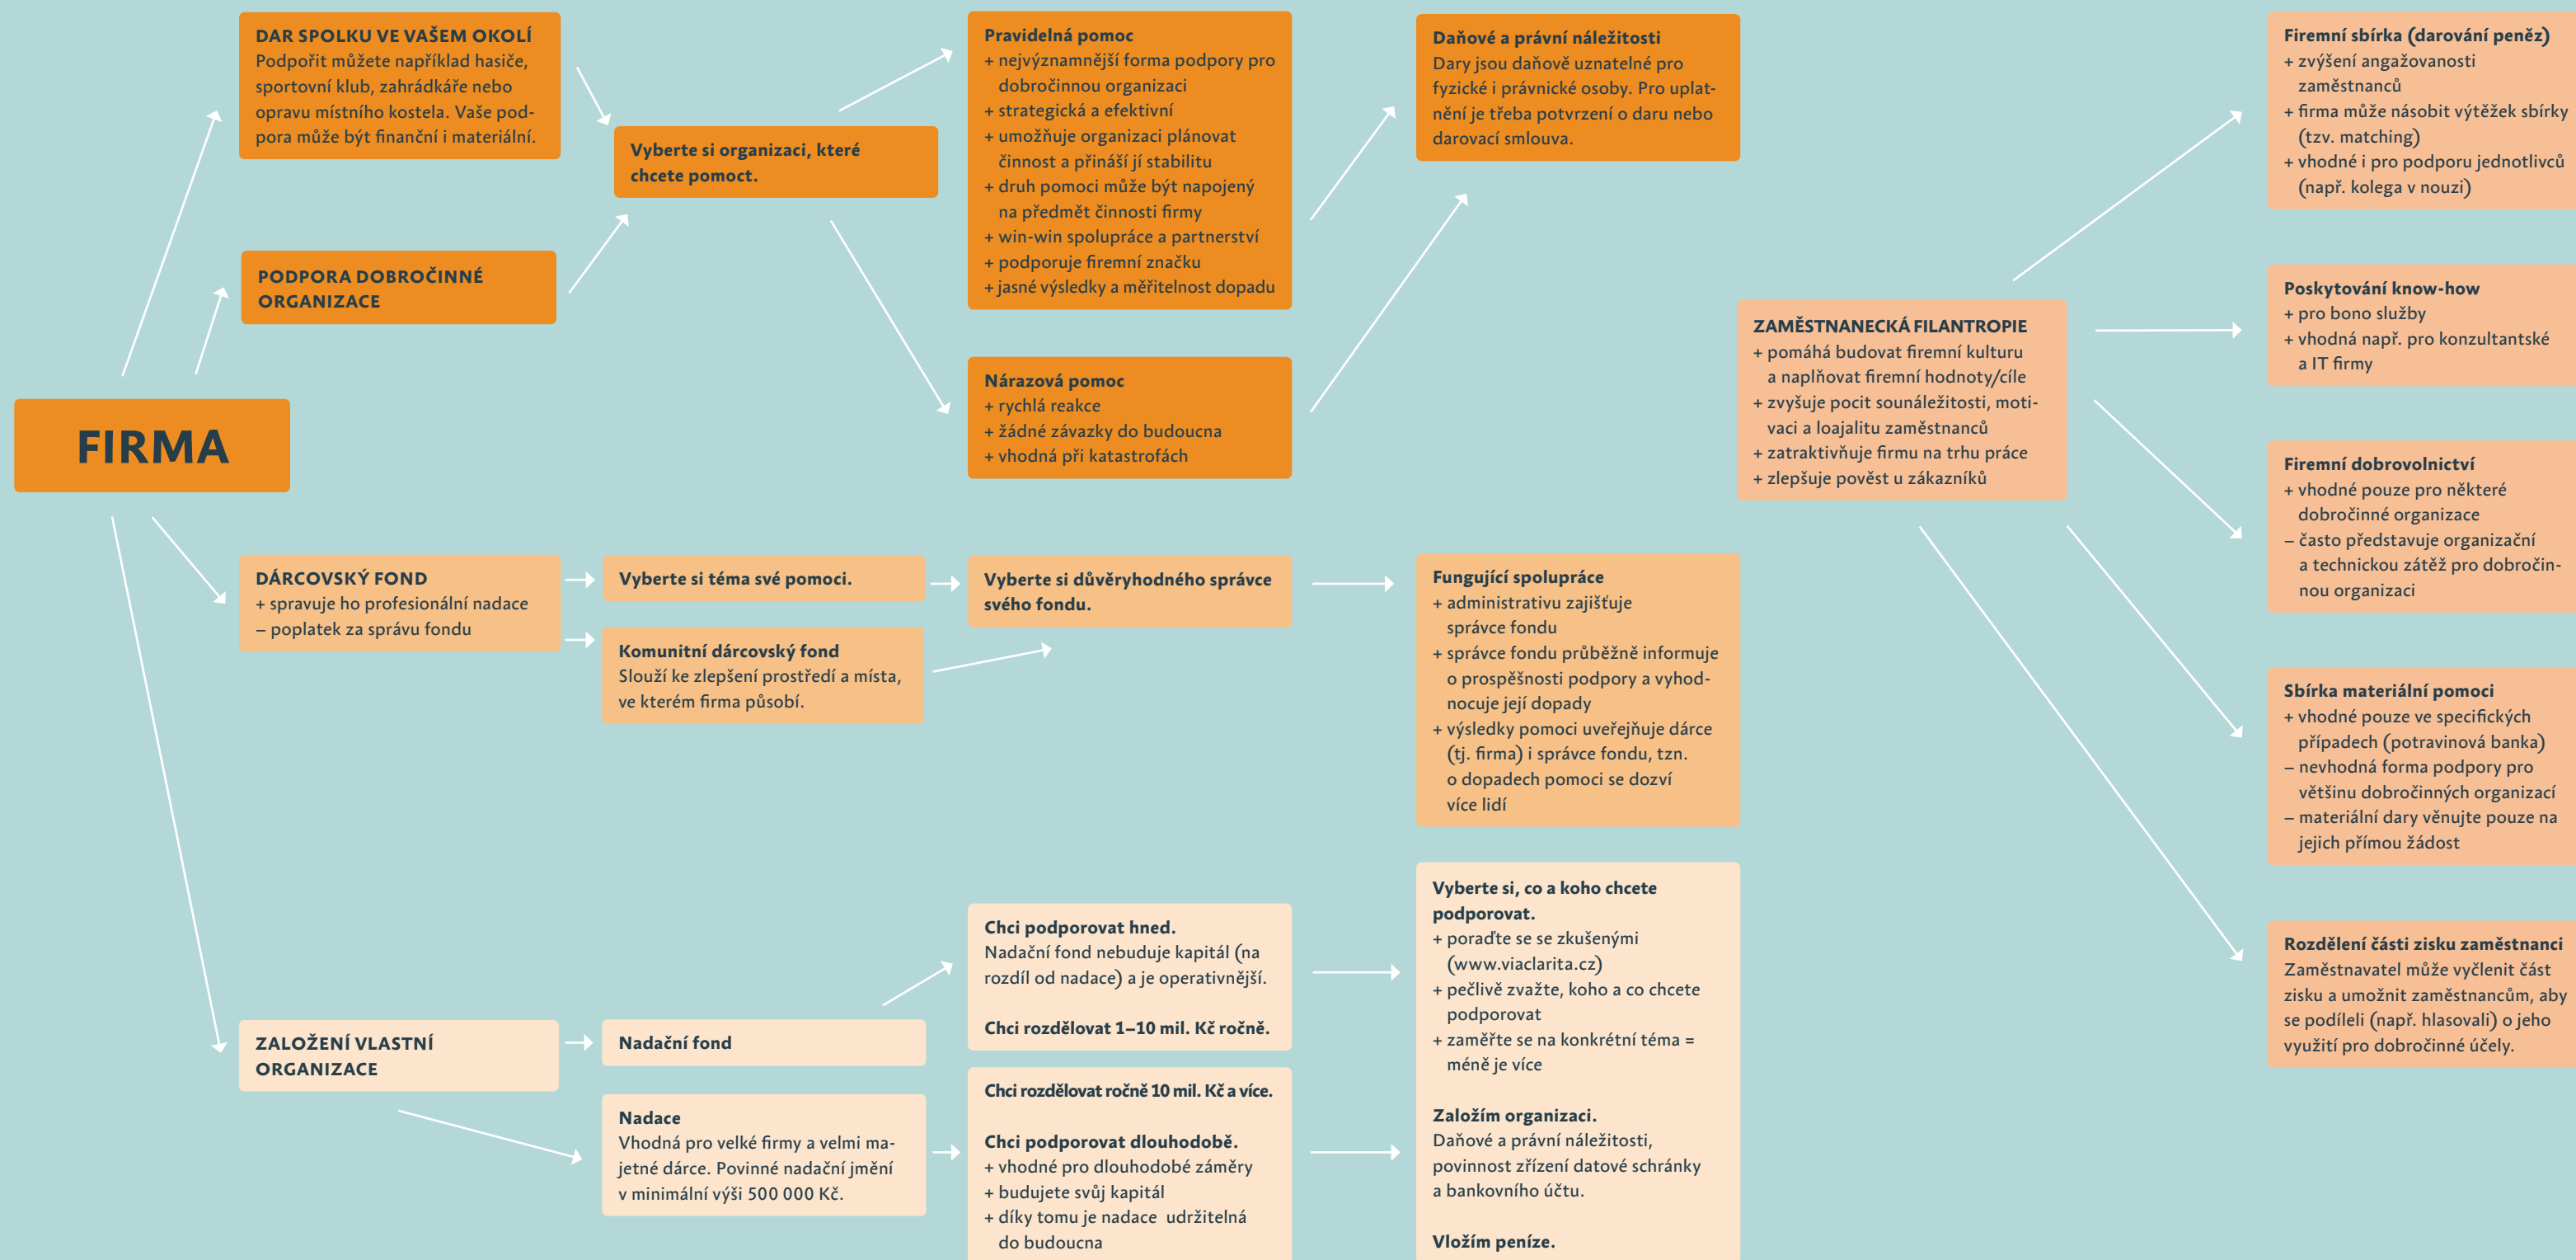 FIRMA
DAR SPOLKU VE VAŠEM OKOLÍ
Podpořit můžete například hasiče,
sportovní klub, zahrádkáře nebo
opravu místního kostela. Vaše pod-
pora může být finanční i materiální.
PODPORA DOBROČINNÉ
ORGANIZACE
Vyberte si organizaci, které
chcete pomoct.
Pravidelná pomoc
+ nejvýznamnější forma podpory pro
dobročinnou organizaci
+ strategická a efektivní
+ umožňuje organizaci plánovat
činnost a přináší jí stabilitu
+ druh pomoci může být napojený
na předmět činnosti firmy
+ win-win spolupráce a partnerství
+ podporuje firemní značku
+ jasné výsledky a měřitelnost dopadu
Nárazová pomoc
+ rychlá reakce
+ žádné závazky do budoucna
+ vhodná při katastrofách
Daňové a právní náležitosti
Dary jsou daňově uznatelné pro
fyzické i právnické osoby. Pro uplat-
nění je třeba potvrzení o daru nebo
darovací smlouva.
DÁRCOVSKÝ FOND
+ spravuje ho profesionální nadace
– poplatek za správu fondu
Vyberte si téma své pomoci.
Komunitní dárcovský fond
Slouží ke zlepšení prostředí a místa,
ve kterém firma působí.
Vyberte si důvěryhodného správce
svého fondu.
Fungující spolupráce
+ administrativu zajišťuje
správce fondu
+ správce fondu průběžně informuje
o prospěšnosti podpory a vyhod-
nocuje její dopady
+ výsledky pomoci uveřejňuje dárce
(tj. firma) i správce fondu, tzn.
o dopadech pomoci se dozví
více lidí
ZALOŽENÍ VLASTNÍ
ORGANIZACE
Nadační fond
Nadace
Vhodná pro velké firmy a velmi ma-
jetné dárce. Povinné nadační jmění
v minimální výši 500 000 Kč.
Chci podporovat hned.
Nadační fond nebuduje kapitál (na
rozdíl od nadace) a je operativnější.
Chci rozdělovat 1–10 mil. Kč ročně.
Chci rozdělovat ročně 10 mil. Kč a více.
Chci podporovat dlouhodobě.
+ vhodné pro dlouhodobé záměry
+ budujete svůj kapitál
+ díky tomu je nadace udržitelná
do budoucna
Vyberte si, co a koho chcete
podporovat.
+ poraďte se se zkušenými
(www.viaclarita.cz)
+ pečlivě zvažte, koho a co chcete
podporovat
+ zaměřte se na konkrétní téma =
méně je více
Založím organizaci.
Daňové a právní náležitosti,
povinnost zřízení datové schránky
a bankovního účtu.
Vložím peníze.
ZAMĚSTNANECKÁ FILANTROPIE
+ pomáhá budovat firemní kulturu
a naplňovat firemní hodnoty/cíle
+ zvyšuje pocit sounáležitosti, moti-
vaci a loajalitu zaměstnanců
+ zatraktivňuje firmu na trhu práce
+ zlepšuje pověst u zákazníků
Firemní sbírka (darování peněz)
+ zvýšení angažovanosti
zaměstnanců
+ firma může násobit výtěžek sbírky
(tzv. matching)
+ vhodné i pro podporu jednotlivců
(např. kolega v nouzi)
Poskytování know-how
+ pro bono služby
+ vhodná např. pro konzultantské
a IT firmy
Firemní dobrovolnictví
+ vhodné pouze pro některé
dobročinné organizace
– často představuje organizační
a technickou zátěž pro dobročin-
nou organizaci
Sbírka materiální pomoci
+ vhodné pouze ve specifických
případech (potravinová banka)
– nevhodná forma podpory pro
většinu dobročinných organizací
– materiální dary věnujte pouze na
jejich přímou žádost
Rozdělení části zisku zaměstnanci
Zaměstnavatel může vyčlenit část
zisku a umožnit zaměstnancům, aby
se podíleli (např. hlasovali) o jeho
využití pro dobročinné účely.